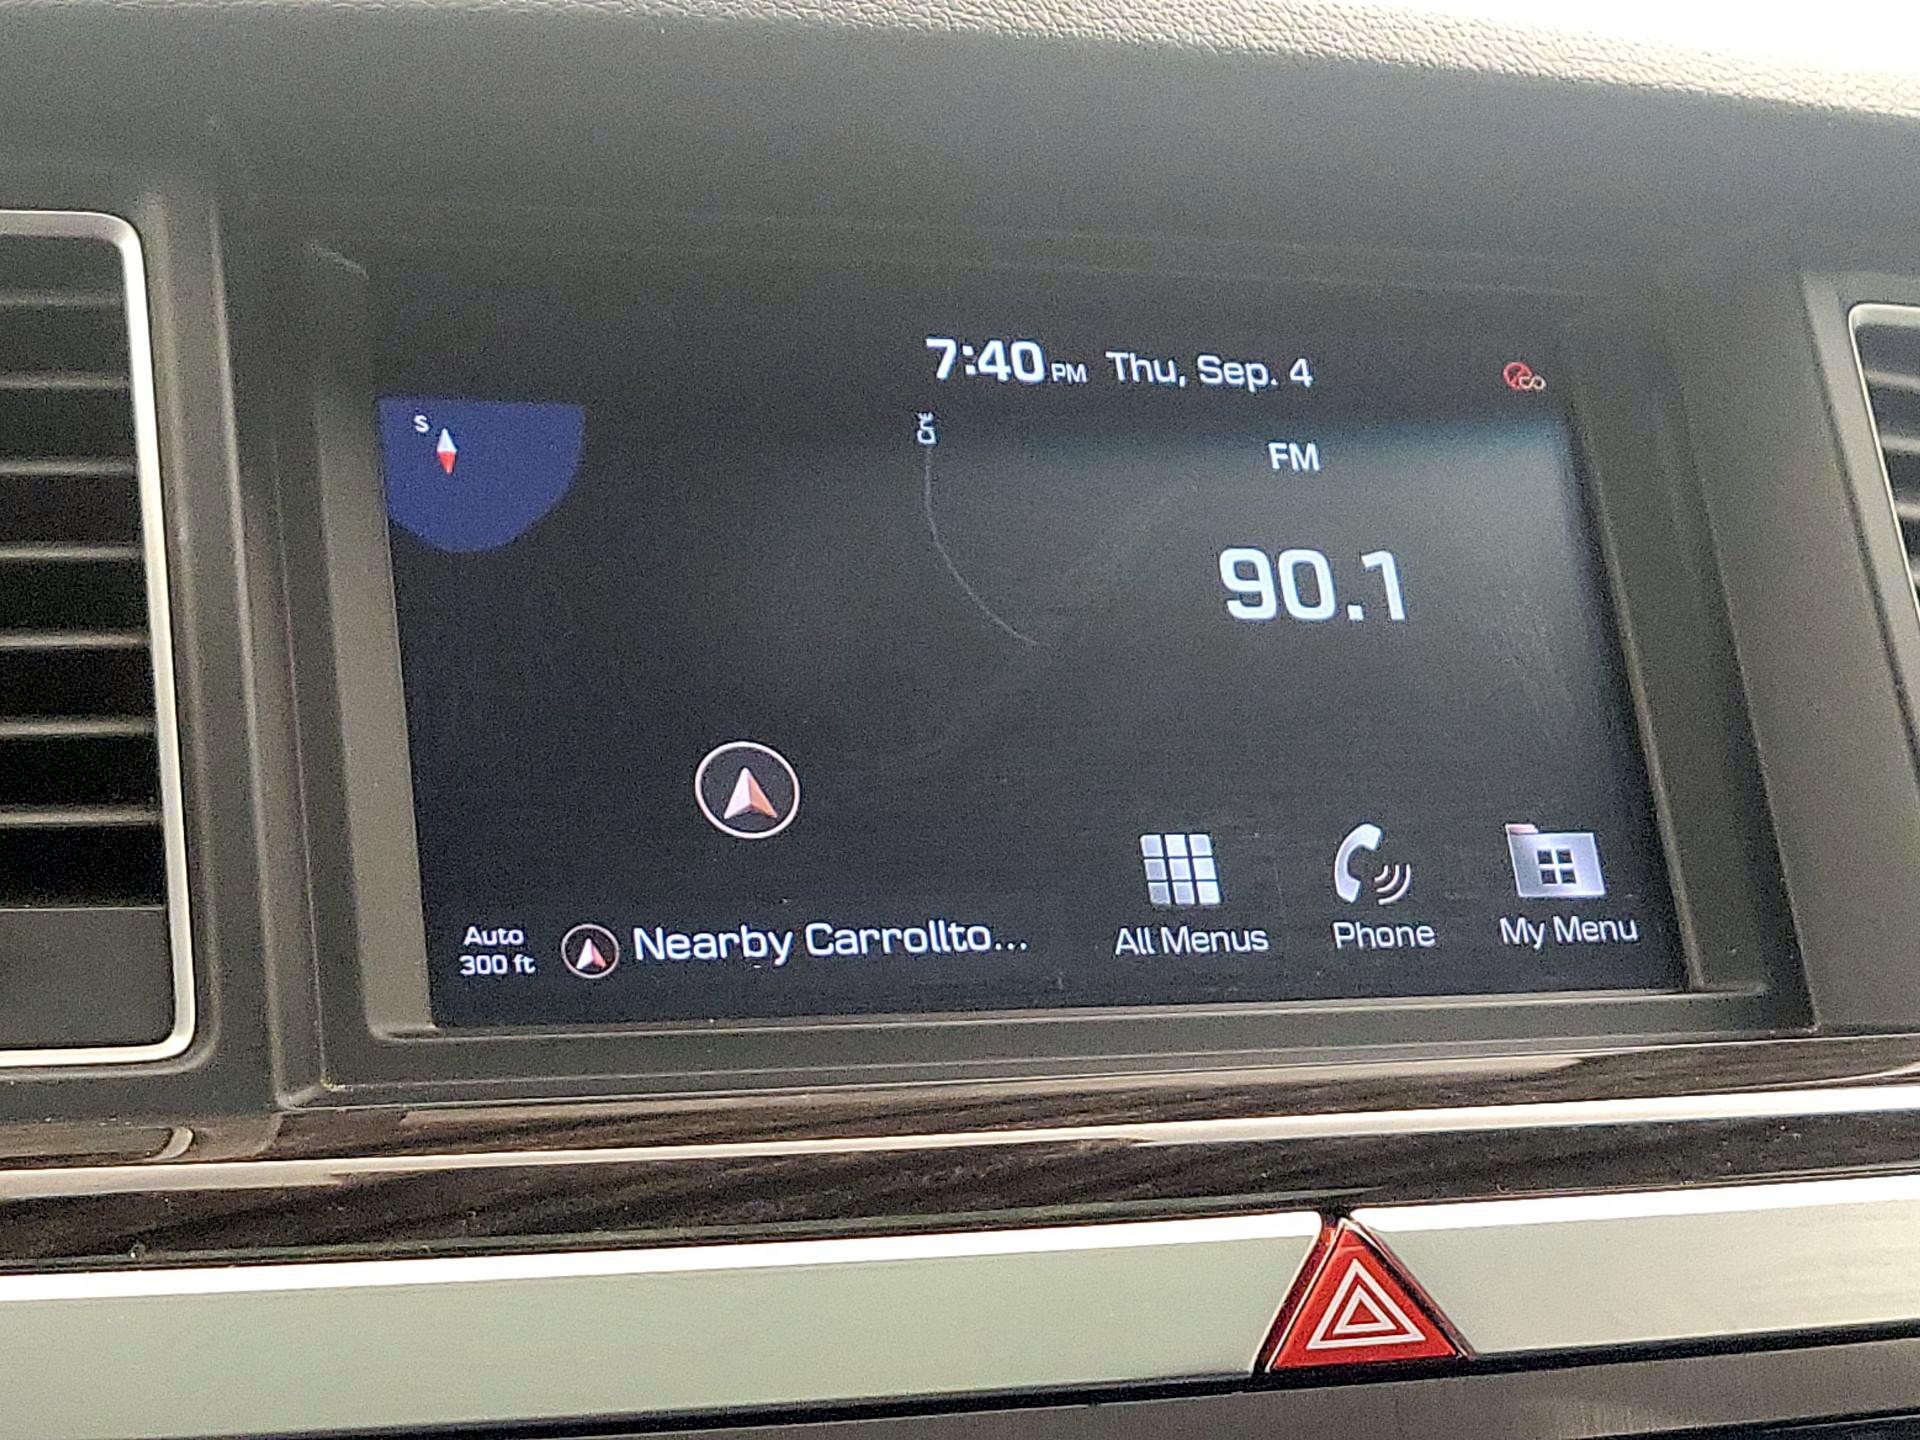 7:40 PM Thu, Sep. 4
S
FM
90.1
Auto
300 ft
Nearby Carrollto...
All Menus
Phone
My Menu